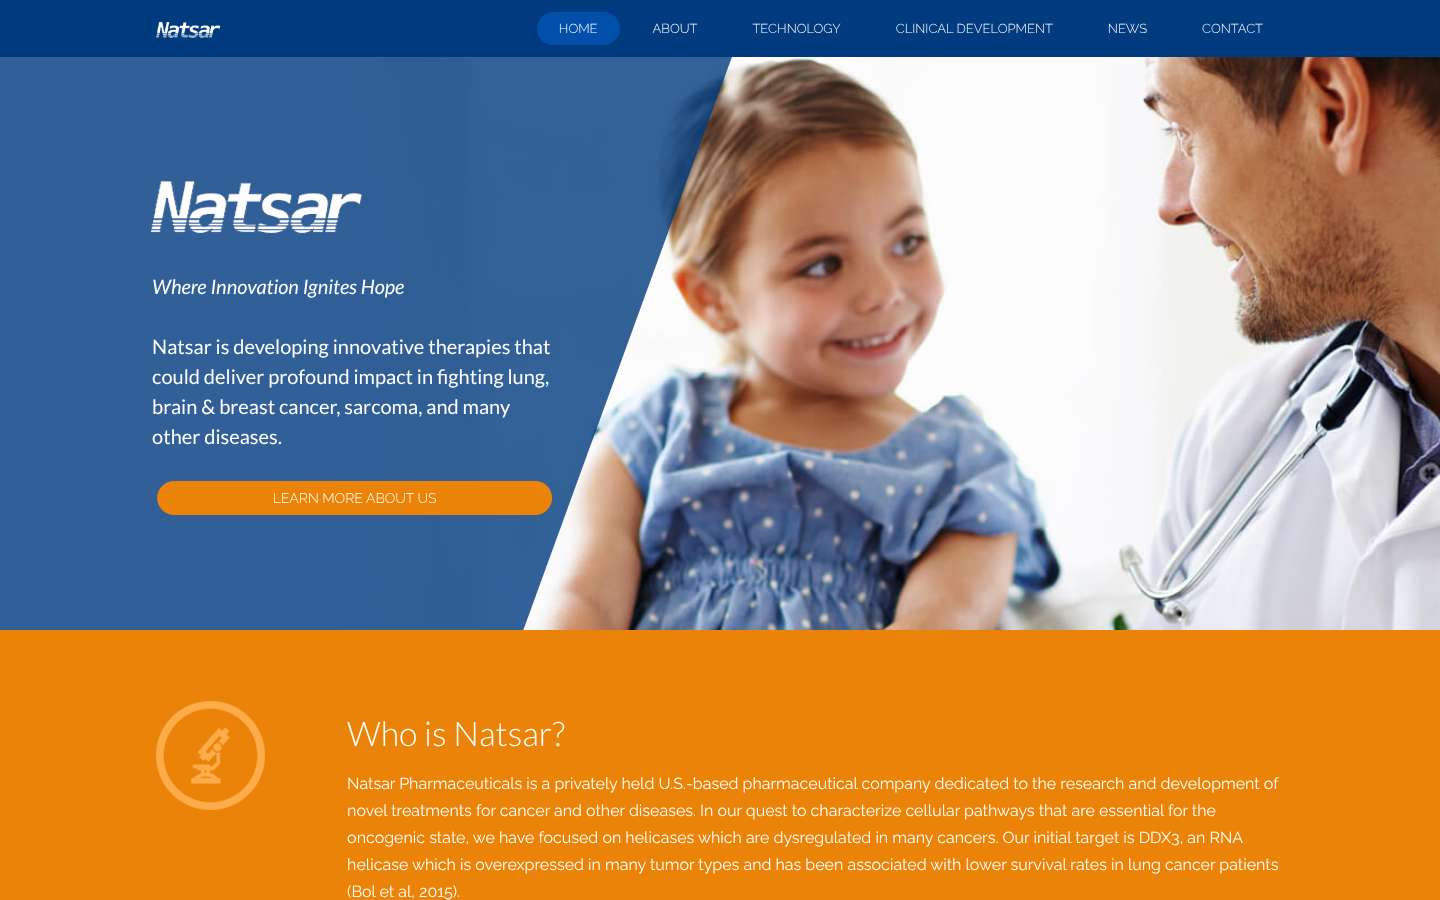 Natsar
HOME
ABOUT
TECHNOLOGY
CLINICAL DEVELOPMENT
NEWS
CONTACT
Natsar
Where Innovation Ignites Hope
Natsar is developing innovative therapies that
could deliver profound impact in fighting lung,
brain & breast cancer, sarcoma, and many
other diseases.
LEARN MORE ABOUT US
Who is Natsar?
Natsar Pharmaceuticals is a privately held U.S.-based pharmaceutical company dedicated to the research and development of
novel treatments for cancer and other diseases. In our quest to characterize cellular pathways that are essential for the
oncogenic state, we have focused on helicases which are dysregulated in many cancers. Our initial target is DDX3, an RNA
helicase which is overexpressed in many tumor types and has been associated with lower survival rates in lung cancer patients
(Bol et al, 2015).